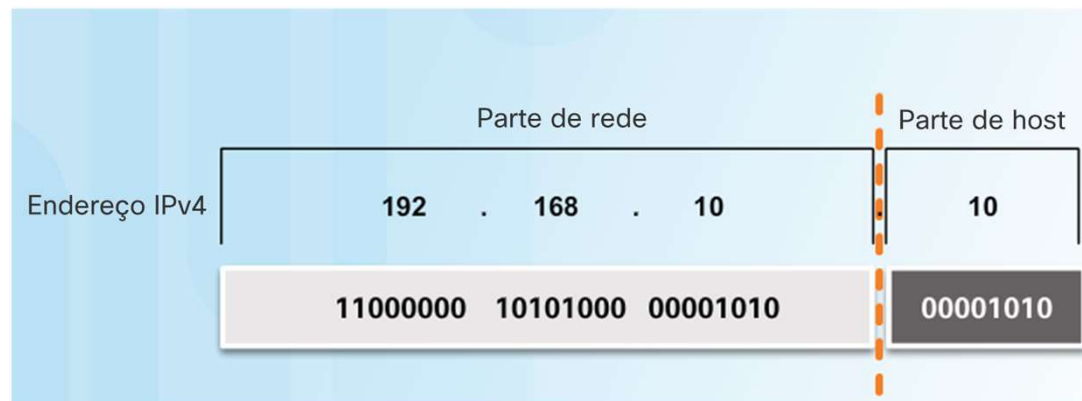 Parte de rede Parte de host
Endereço IPv4 192 . 168 . 10 . 10
11000000 10101000 00001010 00001010